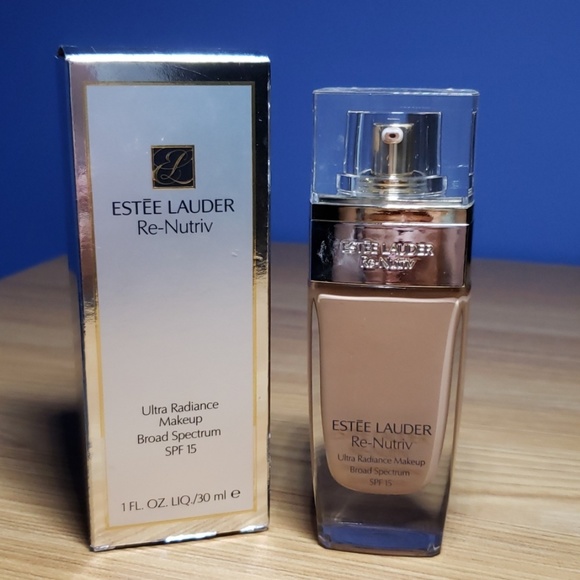 EL
ESTĒE LAUDER
Re-Nutriv
Ultra Radiance
Makeup
Broad Spectrum
SPF 15
1 FL. OZ. LIQ./30 ml e
ESTĒE LAUDER
Re-Nutriv
ESTĒE LAUDER
Re-Nutriv
Ultra Radiance Makeup
Broad Spectrum
SPF 15